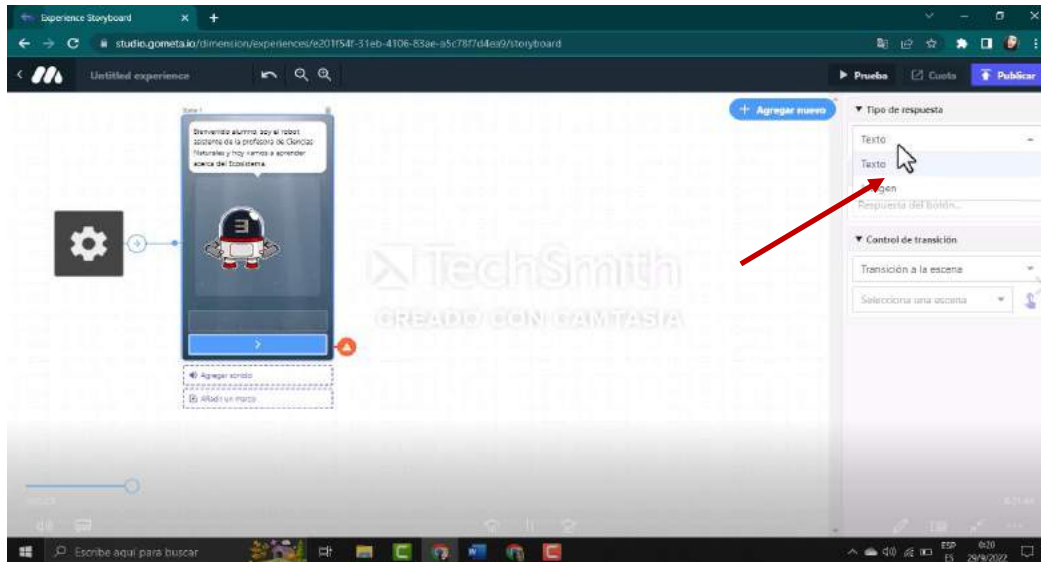 Experience Storyboard
studio.gometa.io/dimension/experiences/e201f54f-31eb-4106-83ae-a5c78f7d4ea9/storyboard
Untitled experience
Prueba
Cuota
Publicar
Agregar nuevo
Bienvenido alumno, soy el robot
asistente de la profesora de Ciencias
Naturales y hoy vamos a aprender
acerca del Ecosistema.
3
Agregar sonido
Añadir un marco
TechSmith
CREADO CON CAMTASIA
Tipo de respuesta
Texto
Texto
Respuesta del botón...
Control de transición
Transición a la escena
Selecciona una escena
Escribe aquí para buscar
ESP
ES
0:20
29/9/2022